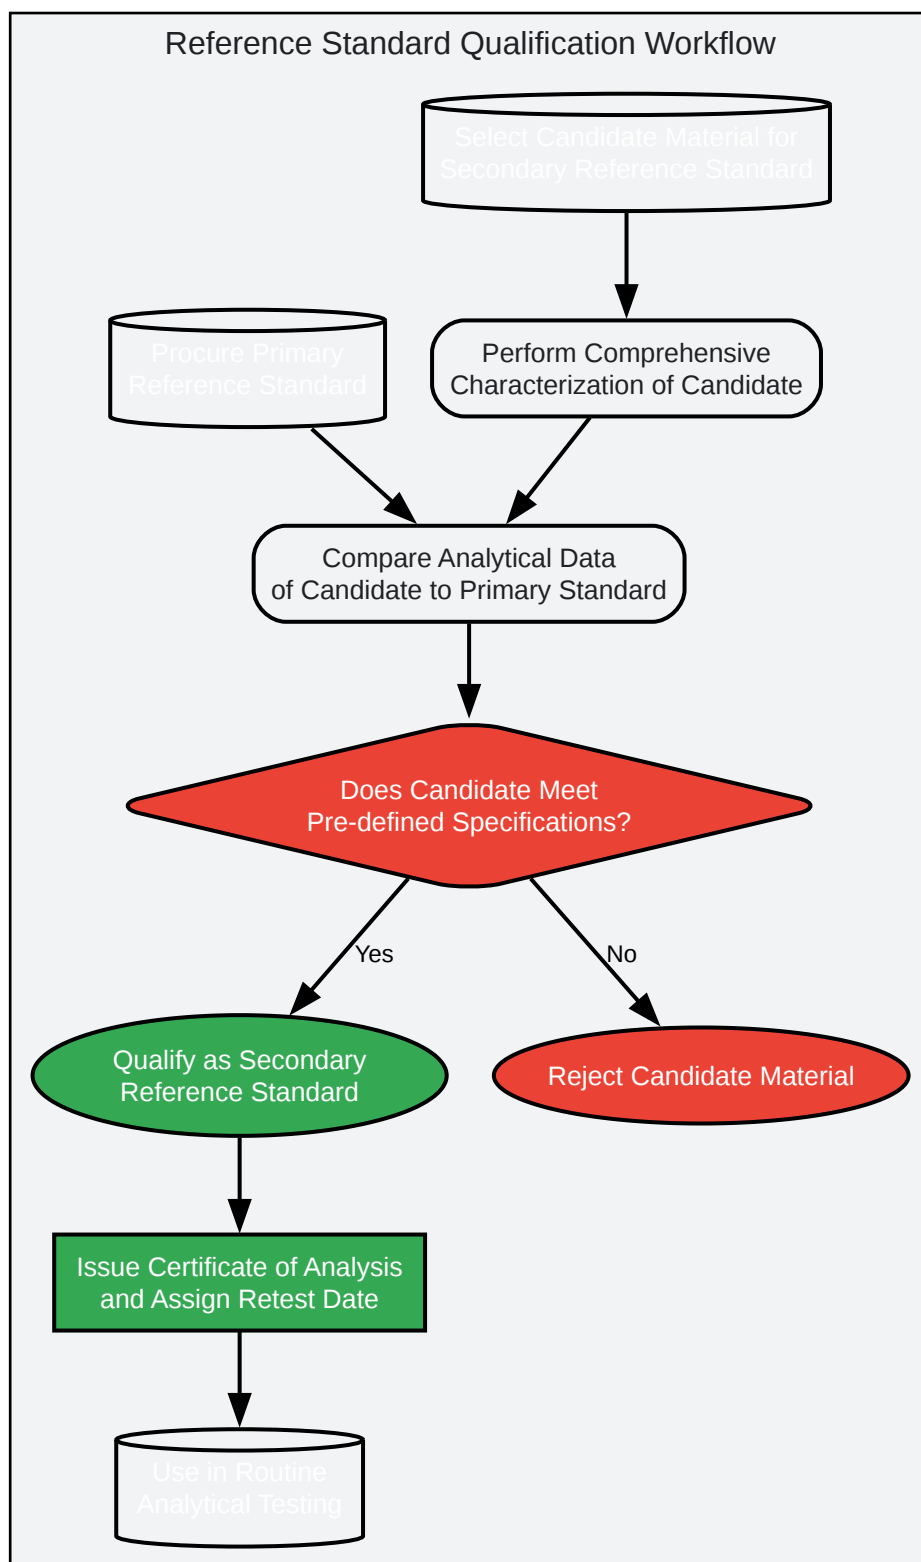 Reference Standard Qualification Workflow
Select Candidate Material for
Secondary Reference Standard
Procure Primary
Reference Standard
Perform Comprehensive
Characterization of Candidate
Compare Analytical Data
of Candidate to Primary Standard
Does Candidate Meet
Pre-defined Specifications?
Yes
No
Qualify as Secondary
Reference Standard
Reject Candidate Material
Issue Certificate of Analysis
and Assign Retest Date
Use in Routine
Analytical Testing